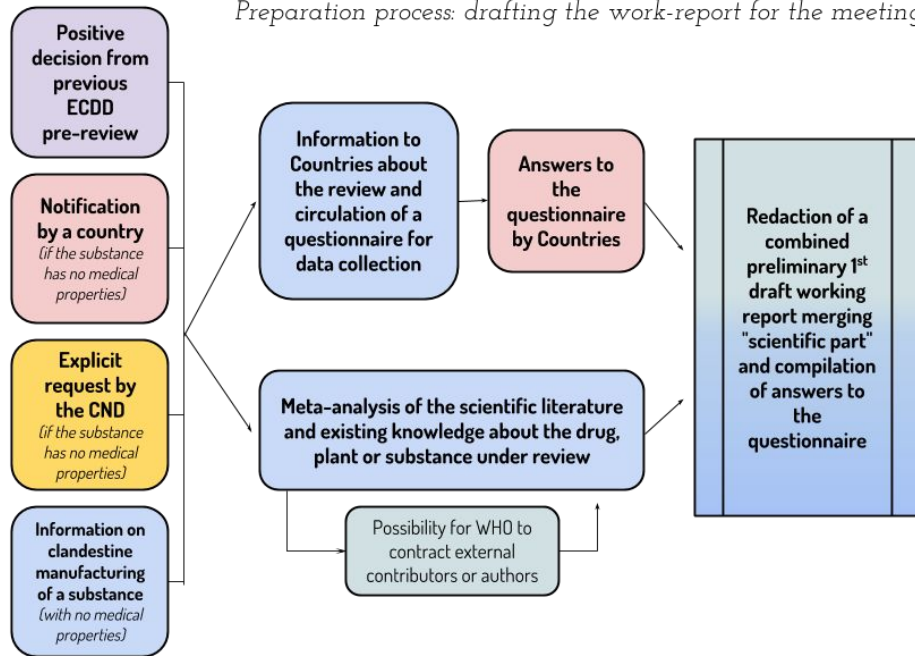 Preparation process: drafting the work-report for the meeting
Positive
decision from
previous
ECDD
pre-review
Notification
by a country
(if the substance
has no medical
properties)
Explicit
request by
the CND
(if the substance
has no medical
properties)
Information on
clandestine
manufacturing
of a substance
(with no medical
properties)
Information to
Countries about
the review and
circulation of a
questionnaire for
data collection
Answers to
the
questionnaire
by Countries
Meta-analysis of the scientific literature
and existing knowledge about the drug,
plant or substance under review
Possibility for WHO to
contract external
contributors or authors
Redaction of a
combined
preliminary 1st
draft working
report merging
"scientific part"
and compilation
of answers to
the
questionnaire